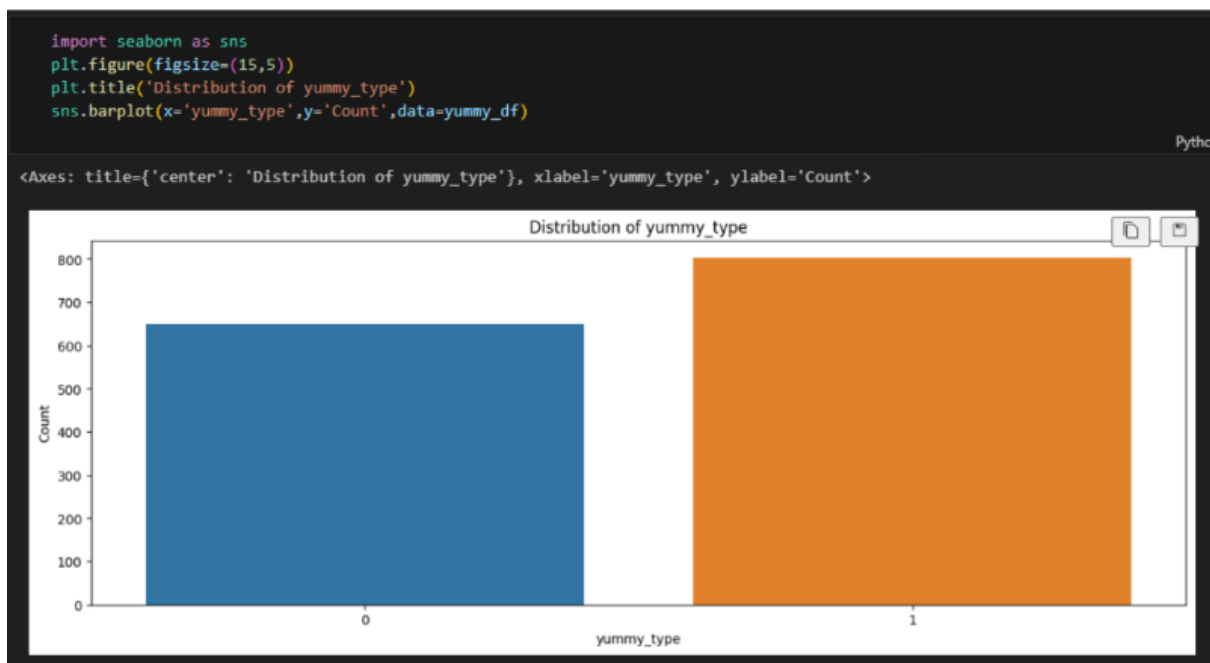 import seaborn as sns
plt.figure(figsize=(15,5))
plt.title('Distribution of yummy_type')
sns.barplot(x='yummy_type',y='Count',data=yummy_df)
Pytho
<Axes: title={'center': 'Distribution of yummy_type'}, xlabel='yummy_type', ylabel='Count'>
Distribution of yummy_type
800
700
600
500
400
300
200
100
0
Count
0
1
yummy_type